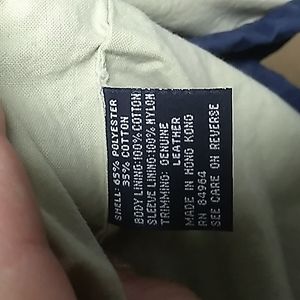 SHELL: 65% POLYESTER
35% COTTON
BODY LINING:100% COTTON
SLEEVE LINING:100% NYLON
TRIMMING: GENUINE
LEATHER
MADE IN HONG KONG
RN 84964
SEE CARE ON REVERSE